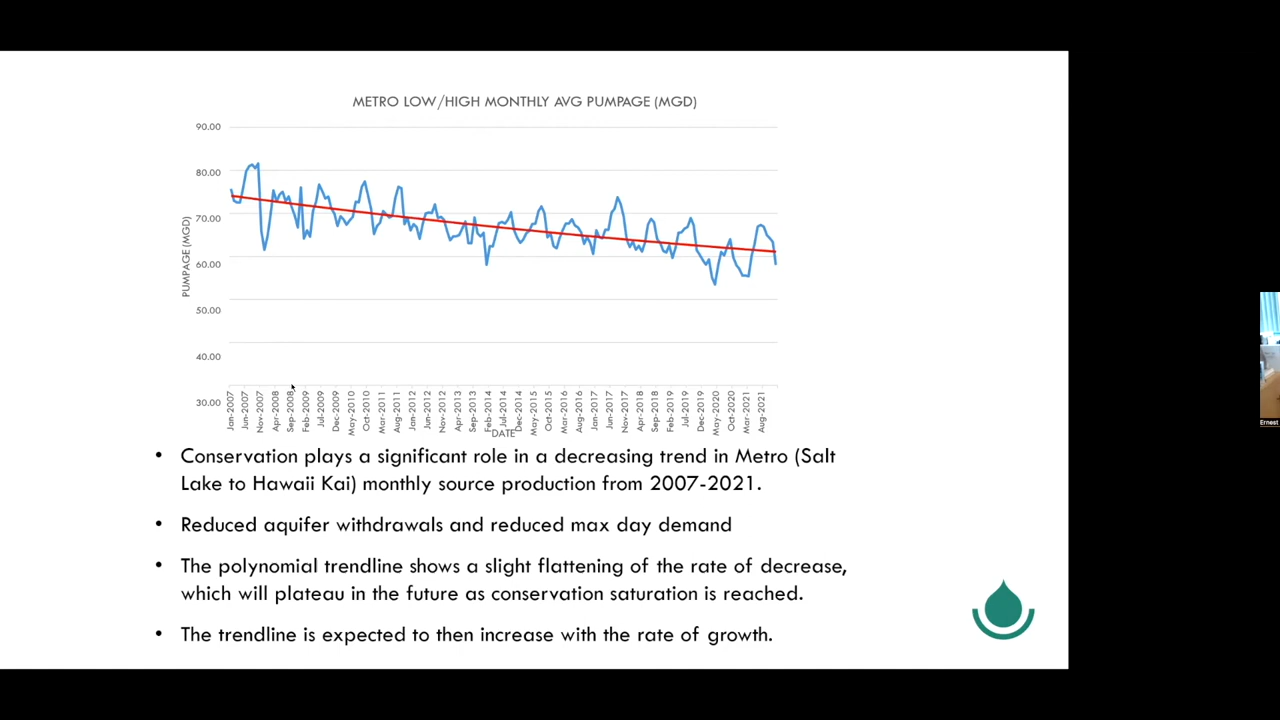 METRO LOW/HIGH MONTHLY AVG PUMPAGE (MGD)
90.00
80.00
70.00
60.00
50.00
40.00
30.00
PUMPAGE (MGD)
Jan-2007
Jun-2007
Nov-2007
Apr-2008
Sep-2008
Feb-2009
Jul-2009
Dec-2009
May-2010
Oct-2010
Mar-2011
Aug-2011
Jan-2012
Jun-2012
Nov-2012
Apr-2013
Sep-2013
Feb-2014
Jul-2014
Dec-2014
May-2015
Oct-2015
Mar-2016
Aug-2016
Jan-2017
Jun-2017
Nov-2017
Apr-2018
Sep-2018
Feb-2019
Jul-2019
Dec-2019
May-2020
Oct-2020
Mar-2021
Aug-2021
DATE
• Conservation plays a significant role in a decreasing trend in Metro (Salt
Lake to Hawaii Kai) monthly source production from 2007-2021.
• Reduced aquifer withdrawals and reduced max day demand
• The polynomial trendline shows a slight flattening of the rate of decrease,
which will plateau in the future as conservation saturation is reached.
• The trendline is expected to then increase with the rate of growth.
Ernest